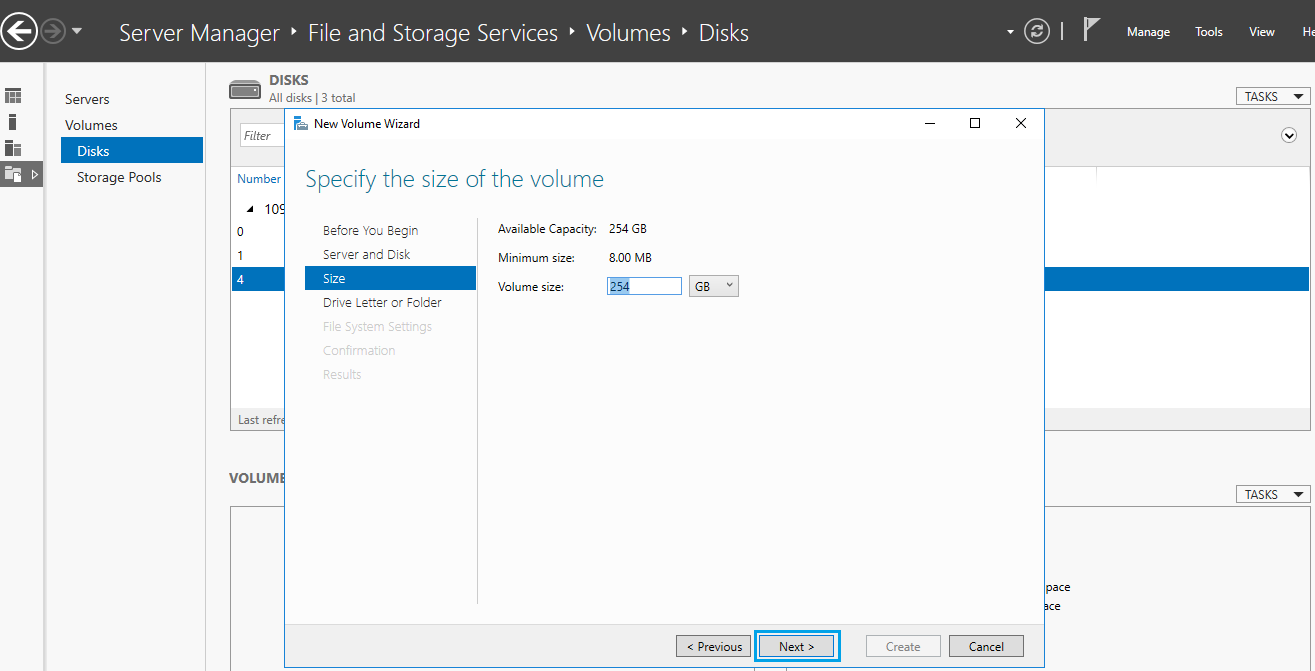 Server Manager ‣ File and Storage Services ‣ Volumes ‣ Disks
Manage Tools View He
Servers
Volumes
Disks
Storage Pools
DISKS
All disks | 3 total
TASKS
Filter
Number
109
0
1
4
Last refre
New Volume Wizard
Specify the size of the volume
Before You Begin
Server and Disk
Size
Drive Letter or Folder
File System Settings
Confirmation
Results
Available Capacity: 254 GB
Minimum size: 8.00 MB
Volume size: 254 GB
< Previous Next > Create Cancel
VOLUME
TASKS
pace
ace